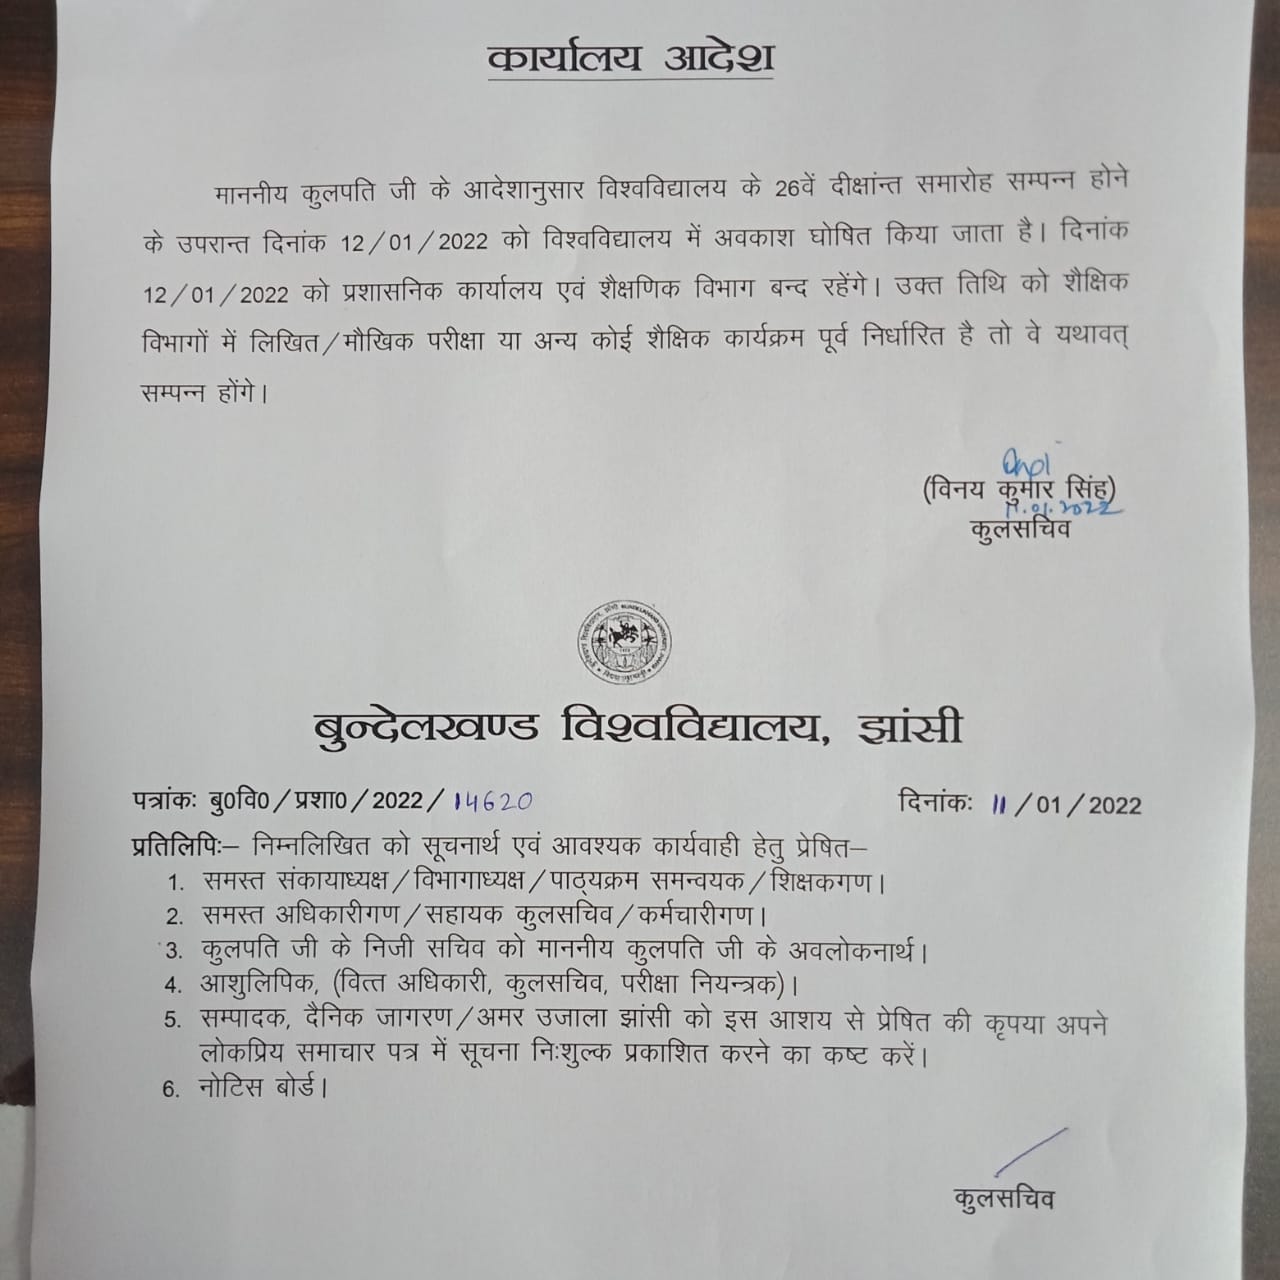 कार्यालय आदेश
माननीय कुलपति जी के आदेशानुसार विश्वविद्यालय के 26वें दीक्षांन्त समारोह सम्पन्न होने
के उपरान्त दिनांक 12/01/2022 को विश्वविद्यालय में अवकाश घोषित किया जाता है। दिनांक
12/01/2022 को प्रशासनिक कार्यालय एवं शैक्षणिक विभाग बन्द रहेंगे। उक्त तिथि को शैक्षिक
विभागों में लिखित/मौखिक परीक्षा या अन्य कोई शैक्षिक कार्यक्रम पूर्व निर्धारित है तो वे यथावत्
सम्पन्न होंगे।
(विनय कुमार सिंह)
11.01.2022
कुलसचिव
बुन्देलखण्ड विश्वविद्यालय, झांसी
पत्रांकः बु0वि0/प्रशा0/2022/14620 दिनांकः 11/01/2022
प्रतिलिपिः– निम्नलिखित को सूचनार्थ एवं आवश्यक कार्यवाही हेतु प्रेषित–
1. समस्त संकायाध्यक्ष/विभागाध्यक्ष/पाठ्यक्रम समन्वयक/शिक्षकगण।
2. समस्त अधिकारीगण/सहायक कुलसचिव/कर्मचारीगण।
3. कुलपति जी के निजी सचिव को माननीय कुलपति जी के अवलोकनार्थ।
4. आशुलिपिक, (वित्त अधिकारी, कुलसचिव, परीक्षा नियन्त्रक)।
5. सम्पादक, दैनिक जागरण/अमर उजाला झांसी को इस आशय से प्रेषित की कृपया अपने
लोकप्रिय समाचार पत्र में सूचना निःशुल्क प्रकाशित करने का कष्ट करें।
6. नोटिस बोर्ड।
कुलसचिव